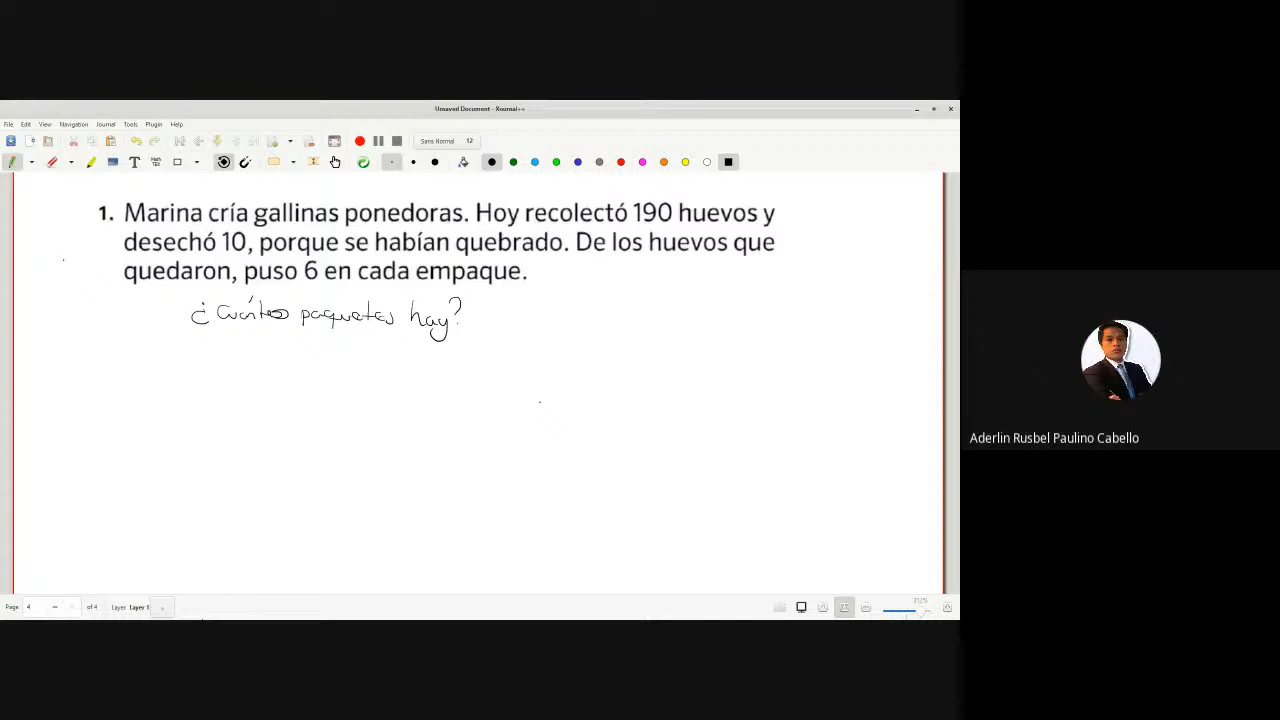 Unsaved Document - Xournal++
File Edit View Navigation Journal Tools Plugin Help
Sans Normal 12
1. Marina cría gallinas ponedoras. Hoy recolectó 190 huevos y
desechó 10, porque se habían quebrado. De los huevos que
quedaron, puso 6 en cada empaque.
¿Cuántos paquetes hay?
Aderlin Rusbel Paulino Cabello
Page 4 of 4 Layer Layer 1
312%